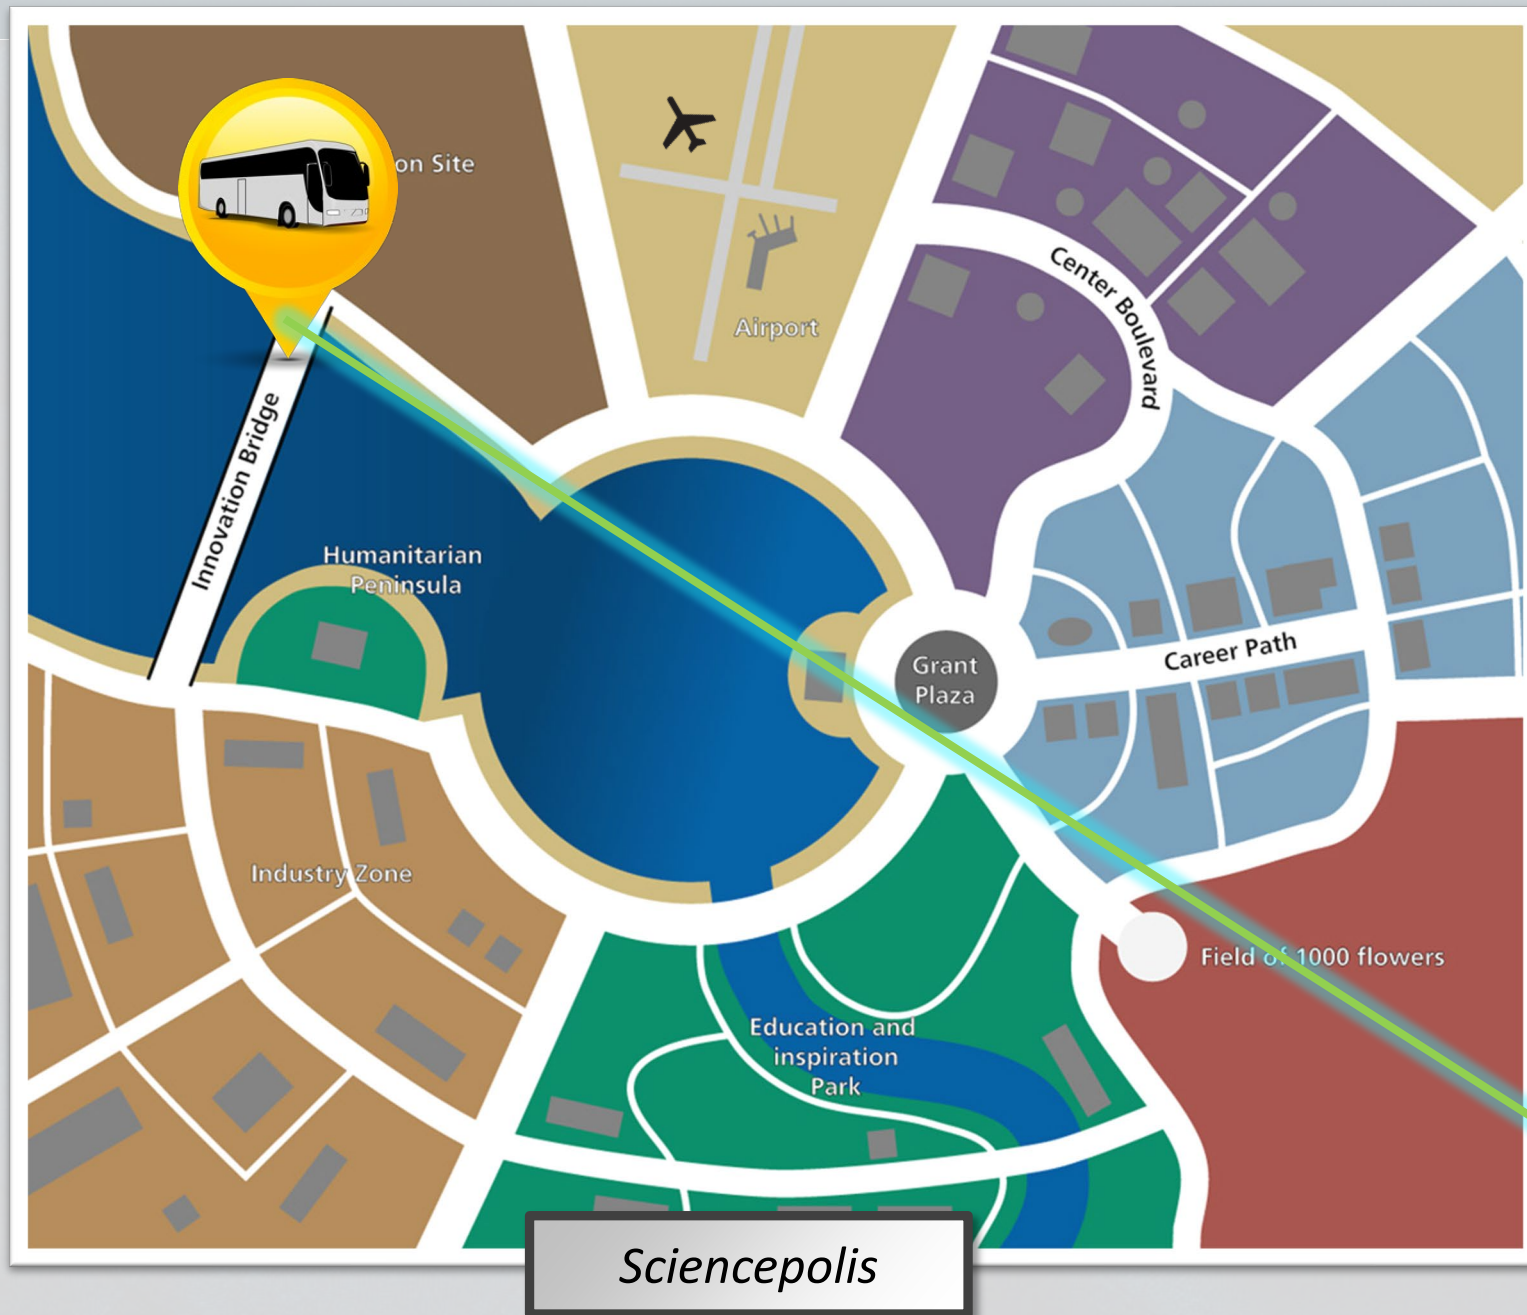 on Site
Airport
Center Boulevard
Innovation Bridge
Humanitarian
Peninsula
Grant
Plaza
Career Path
Industry Zone
Field of 1000 flowers
Education and
inspiration
Park
Sciencepolis